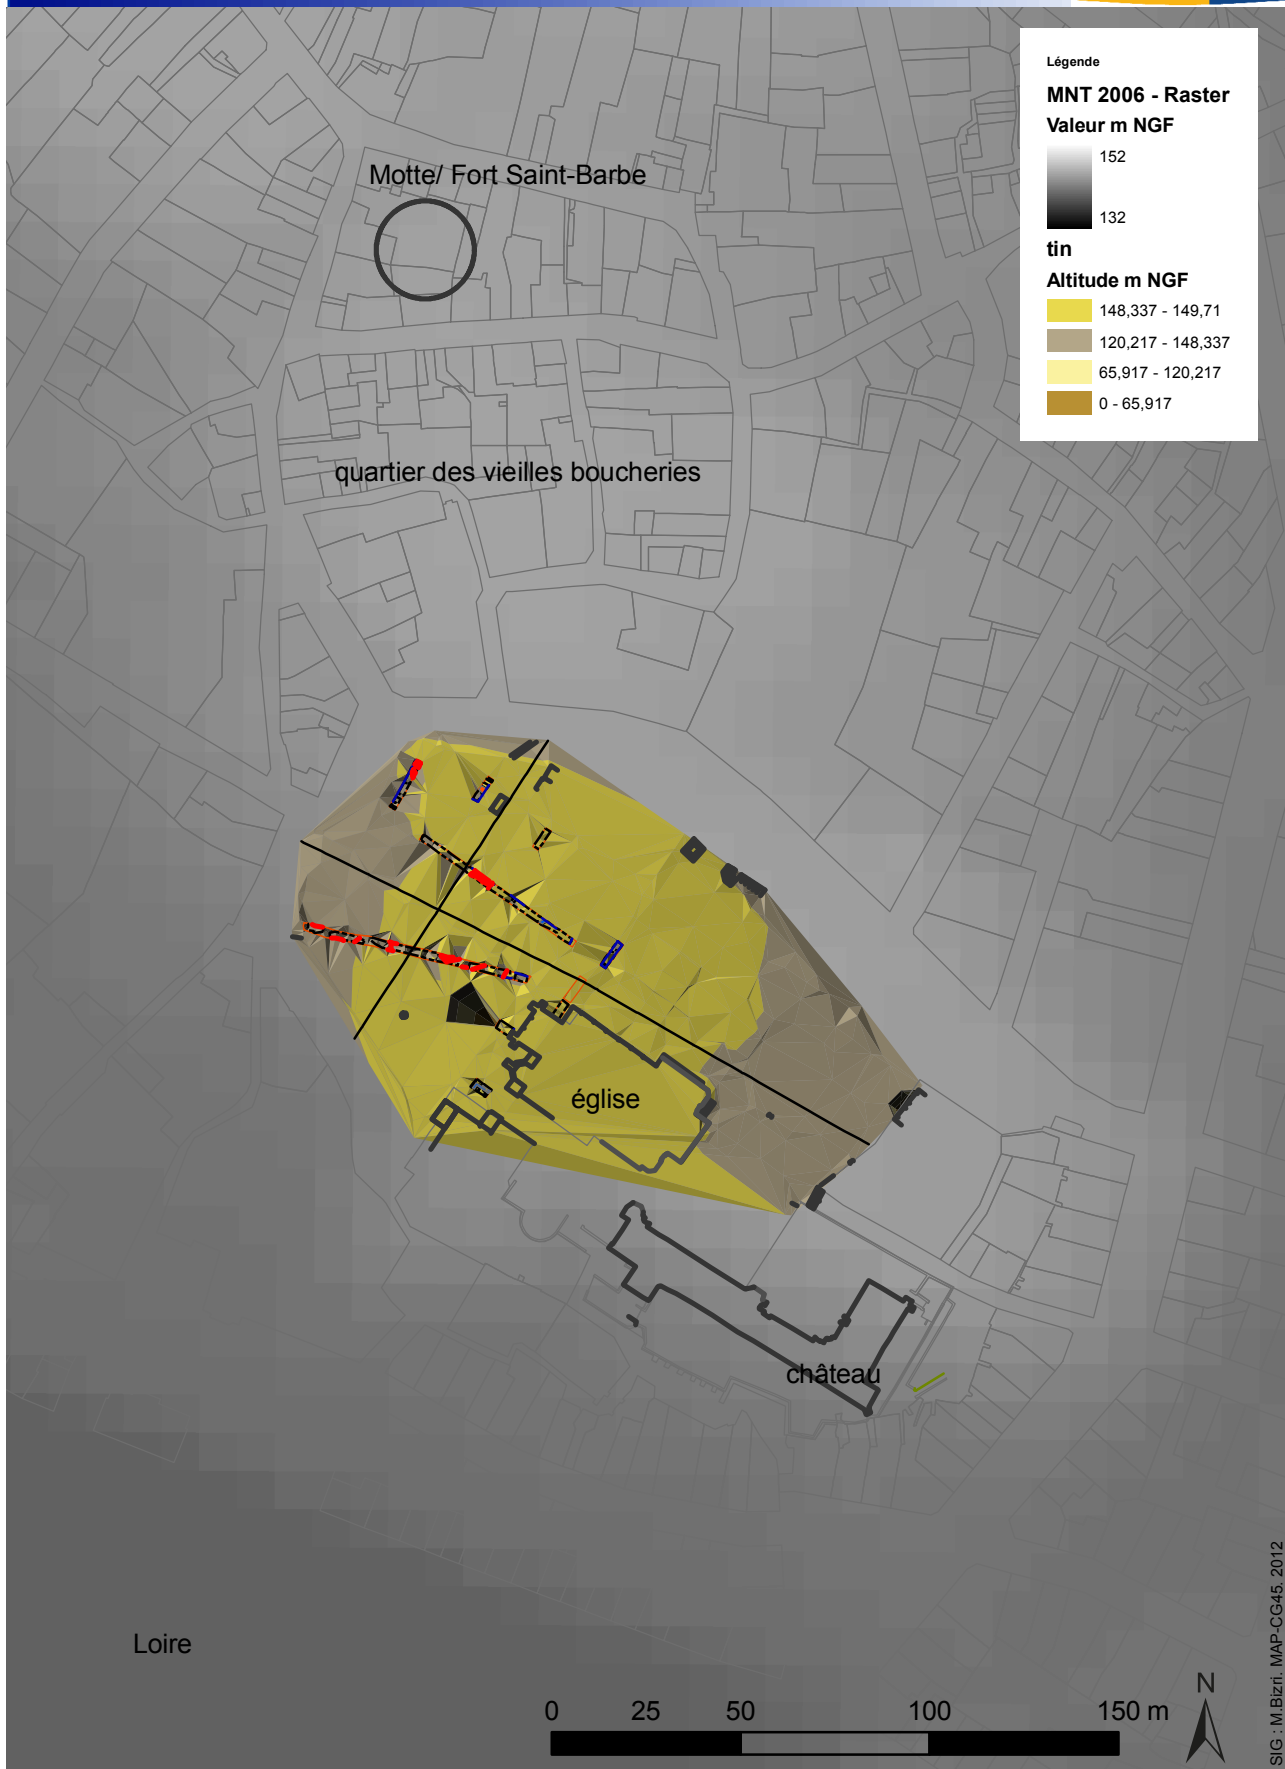 Légende
MNT 2006 - Raster
Valeur m NGF
152
132
tin
Altitude m NGF
148,337 - 149,71
120,217 - 148,337
65,917 - 120,217
0 - 65,917
Motte/ Fort Saint-Barbe
quartier des vieilles boucheries
église
château
Loire
0 25 50 100 150 m
N
SIG : M.Bizri. MAP-CG45. 2012